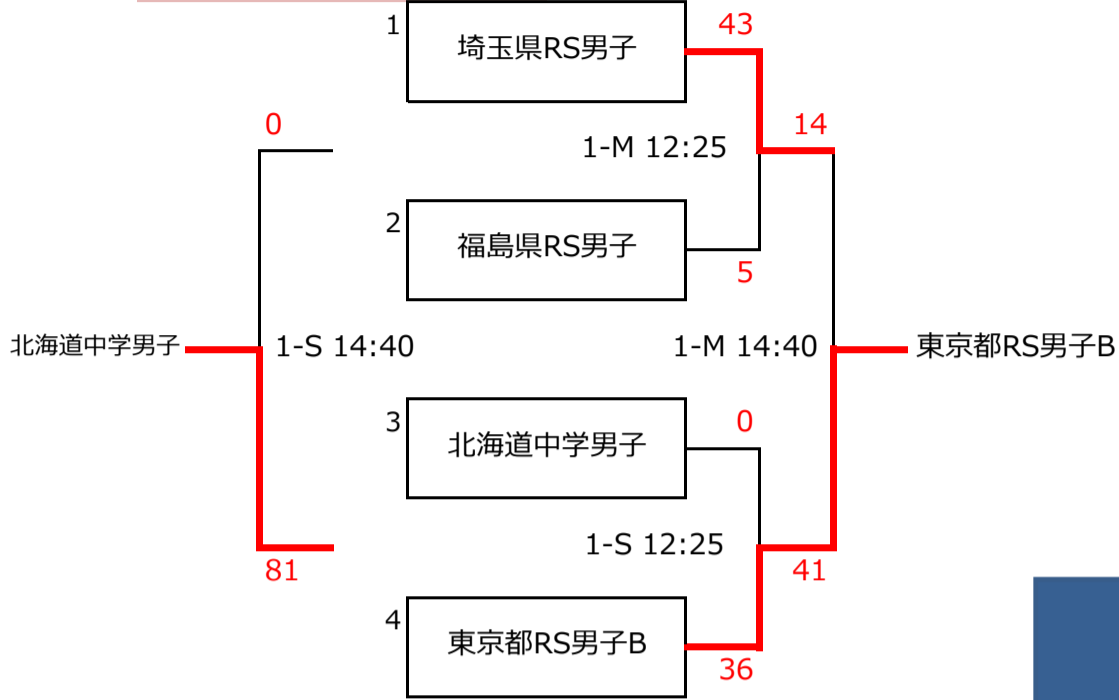 1
埼玉県RS男子
43
0
1-M 12:25
14
2
福島県RS男子
5
北海道中学男子
1-S 14:40
1-M 14:40
東京都RS男子B
3
北海道中学男子
0
1-S 12:25
81
41
4
東京都RS男子B
36